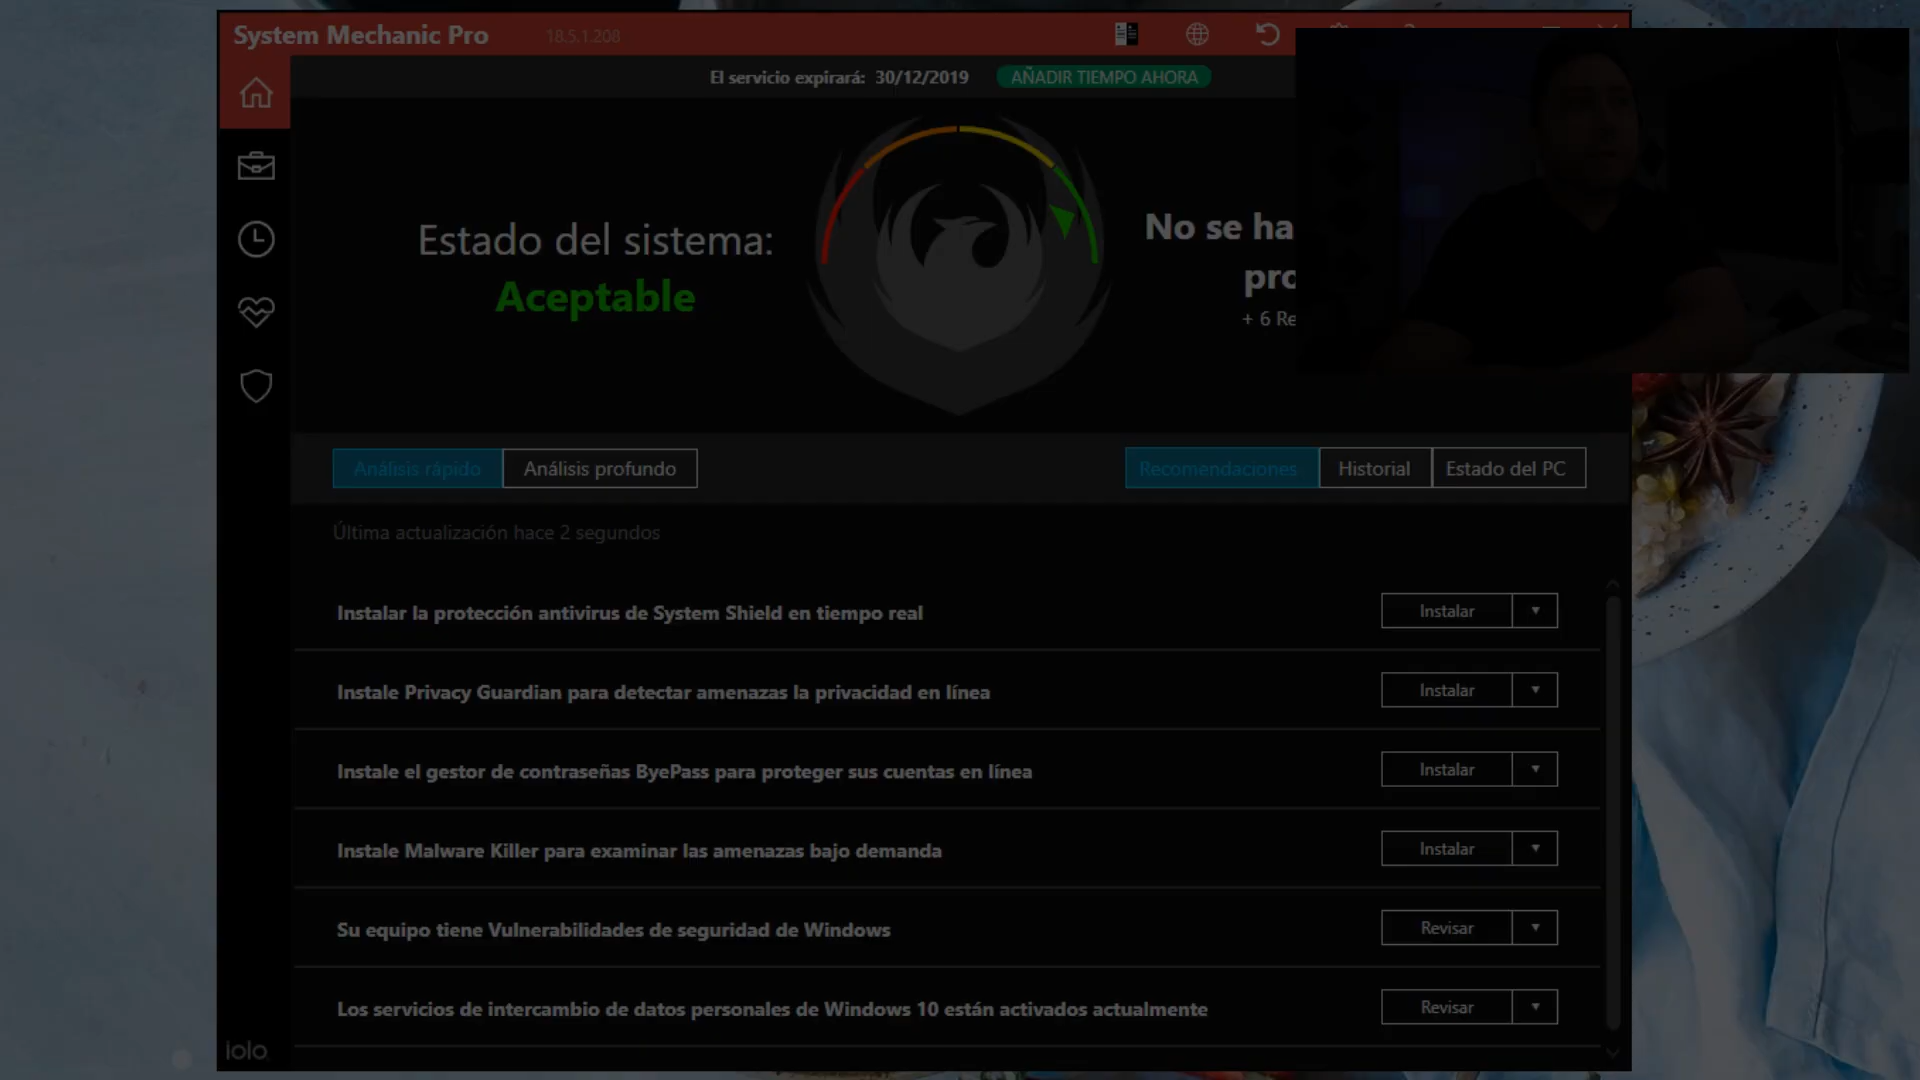 System Mechanic Pro 18.5.1.208
El servicio expirará: 30/12/2019 AÑADIR TIEMPO AHORA
Estado del sistema:
Aceptable
No se ha
pro
+ 6 Re
Análisis rápido Análisis profundo Recomendaciones Historial Estado del PC
Última actualización hace 2 segundos
Instalar la protección antivirus de System Shield en tiempo real Instalar
Instale Privacy Guardian para detectar amenazas la privacidad en línea Instalar
Instale el gestor de contraseñas ByePass para proteger sus cuentas en línea Instalar
Instale Malware Killer para examinar las amenazas bajo demanda Instalar
Su equipo tiene Vulnerabilidades de seguridad de Windows Revisar
Los servicios de intercambio de datos personales de Windows 10 están activados actualmente Revisar
iolo